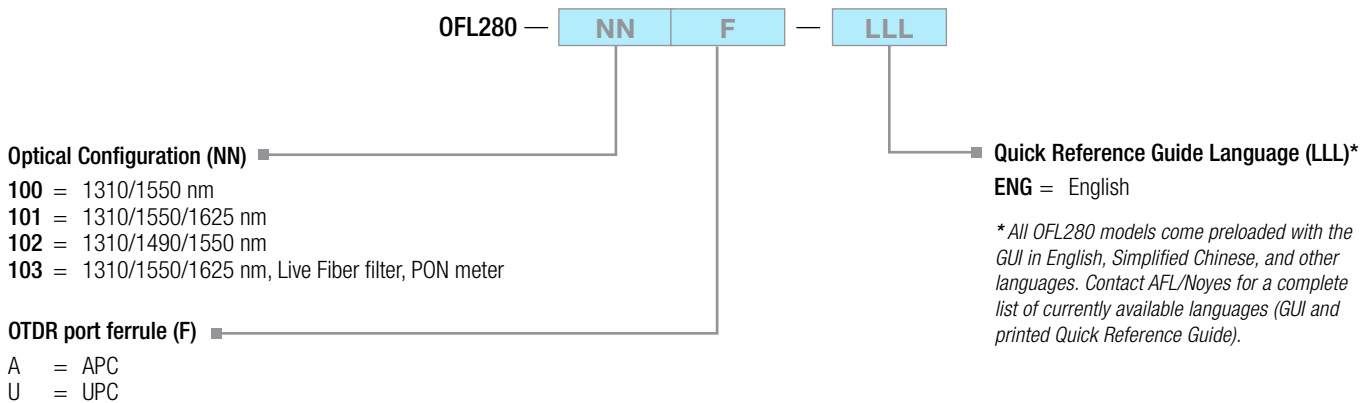 OFL280 — NN F — LLL
Optical Configuration (NN)
100 = 1310/1550 nm
101 = 1310/1550/1625 nm
102 = 1310/1490/1550 nm
103 = 1310/1550/1625 nm, Live Fiber filter, PON meter
OTDR port ferrule (F)
A = APC
U = UPC
Quick Reference Guide Language (LLL)*
ENG = English
* All OFL280 models come preloaded with the
GUI in English, Simplified Chinese, and other
languages. Contact AFL/Noyes for a complete
list of currently available languages (GUI and
printed Quick Reference Guide).